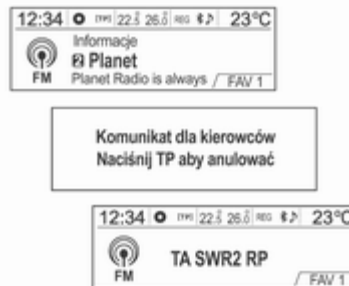 12:34 [TP] 22.5 26.0 REG 23°C
Informacje
2 Planet
FM Planet Radio is always FAV 1
Komunikat dla kierowców
Naciśnij TP aby anulować
12:34 [TP] 22.5 26.0 REG 23°C
TA SWR2 RP
FM FAV 1